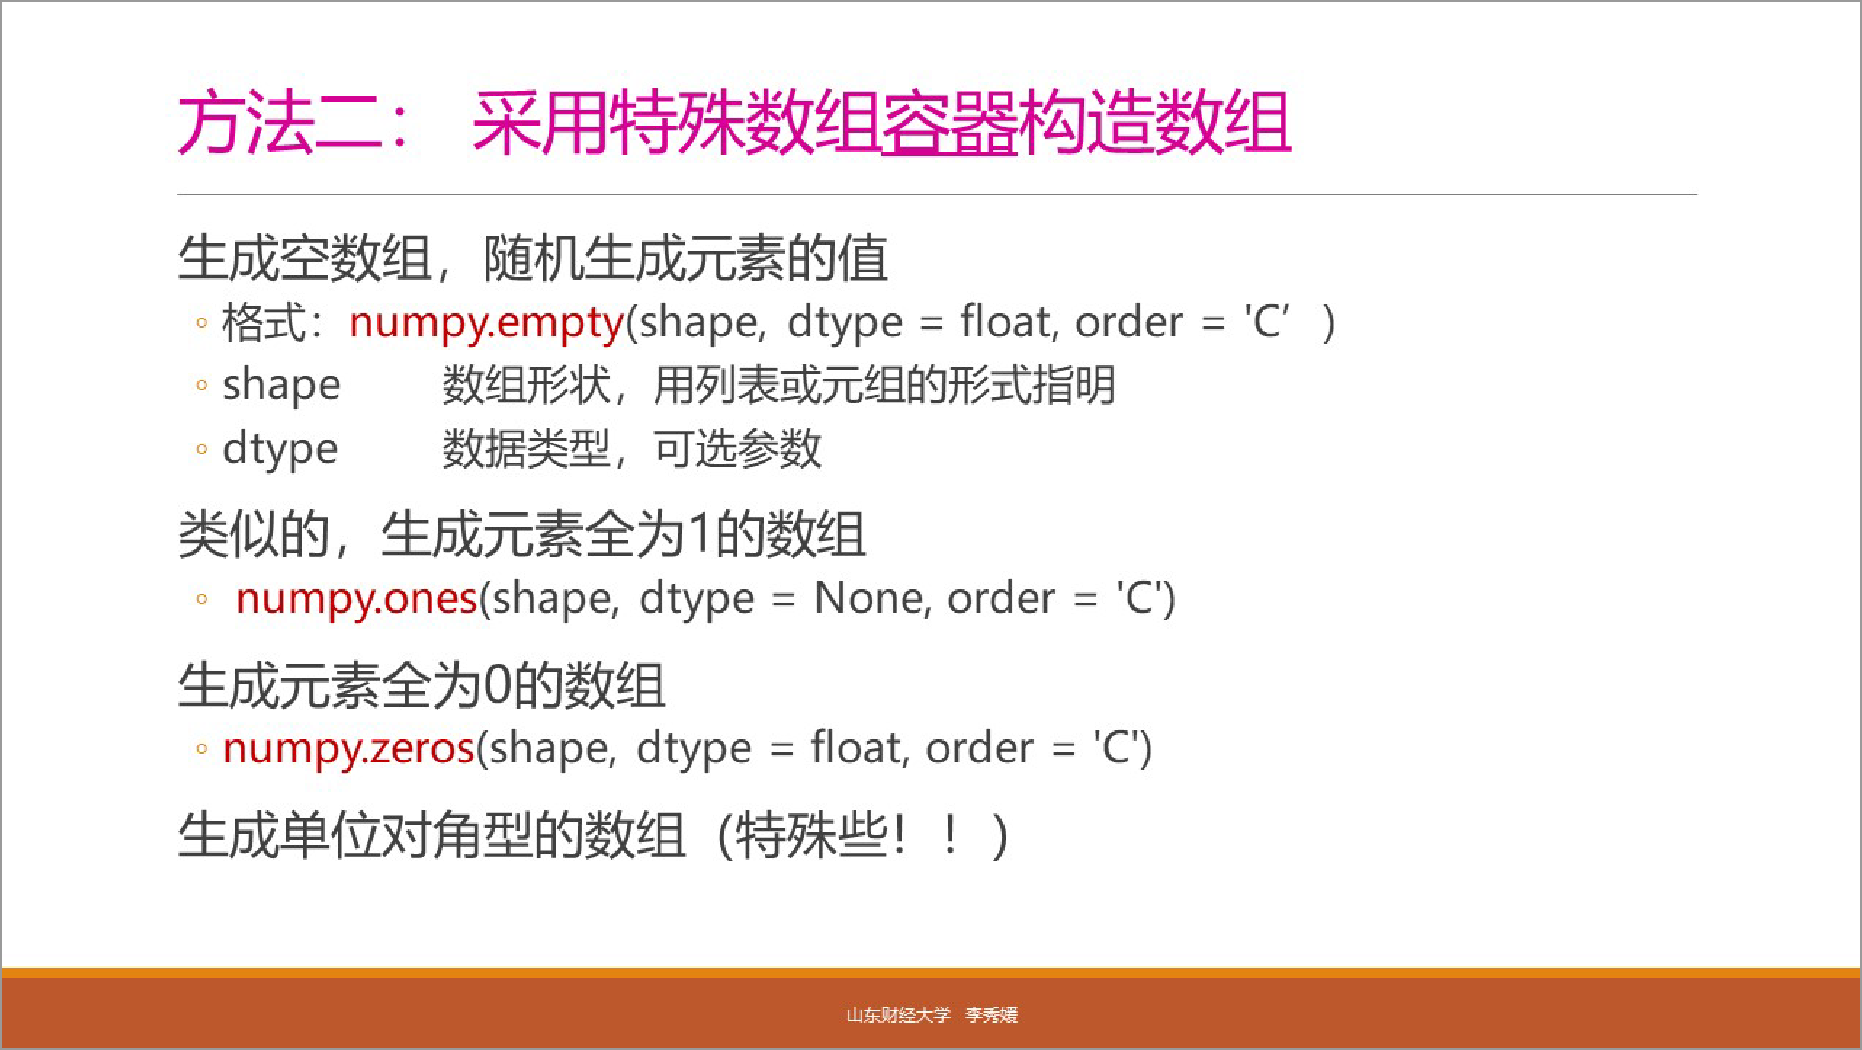 方法二： 采用特殊数组容器构造数组
生成空数组，随机生成元素的值
◦ 格式：numpy.empty(shape, dtype = float, order = 'C’ )
◦ shape 数组形状，用列表或元组的形式指明
◦ dtype 数据类型，可选参数
类似的，生成元素全为1的数组
◦ numpy.ones(shape, dtype = None, order = 'C')
生成元素全为0的数组
◦ numpy.zeros(shape, dtype = float, order = 'C')
生成单位对角型的数组（特殊些！！）
山东财经大学 李秀媛